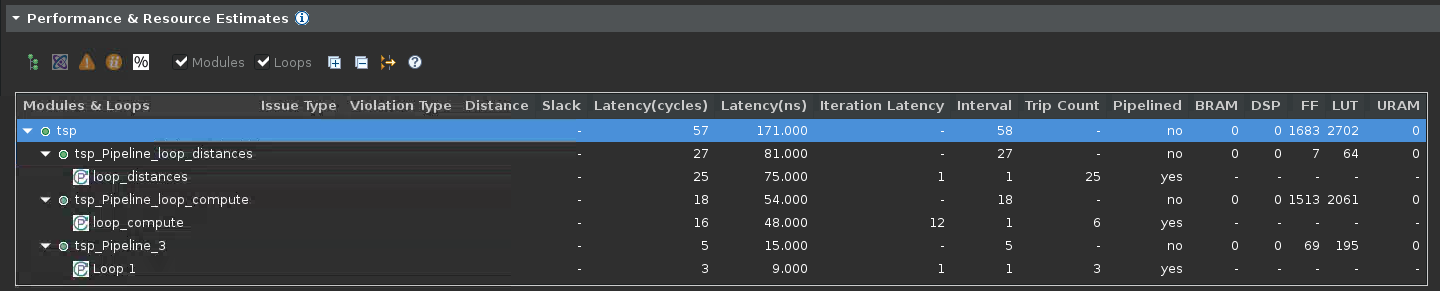 Performance & Resource Estimates
% Modules Loops
Modules & Loops Issue Type Violation Type Distance Slack Latency(cycles) Latency(ns) Iteration Latency Interval Trip Count Pipelined BRAM DSP FF LUT URAM
tsp - 57 171.000 - 58 - no 0 0 1683 2702 0
tsp_Pipeline_loop_distances - 27 81.000 - 27 - no 0 0 7 64 0
loop_distances - 25 75.000 1 1 25 yes - - - - -
tsp_Pipeline_loop_compute - 18 54.000 - 18 - no 0 0 1513 2061 0
loop_compute - 16 48.000 12 1 6 yes - - - - -
tsp_Pipeline_3 - 5 15.000 - 5 - no 0 0 69 195 0
Loop 1 - 3 9.000 1 1 3 yes - - - - -